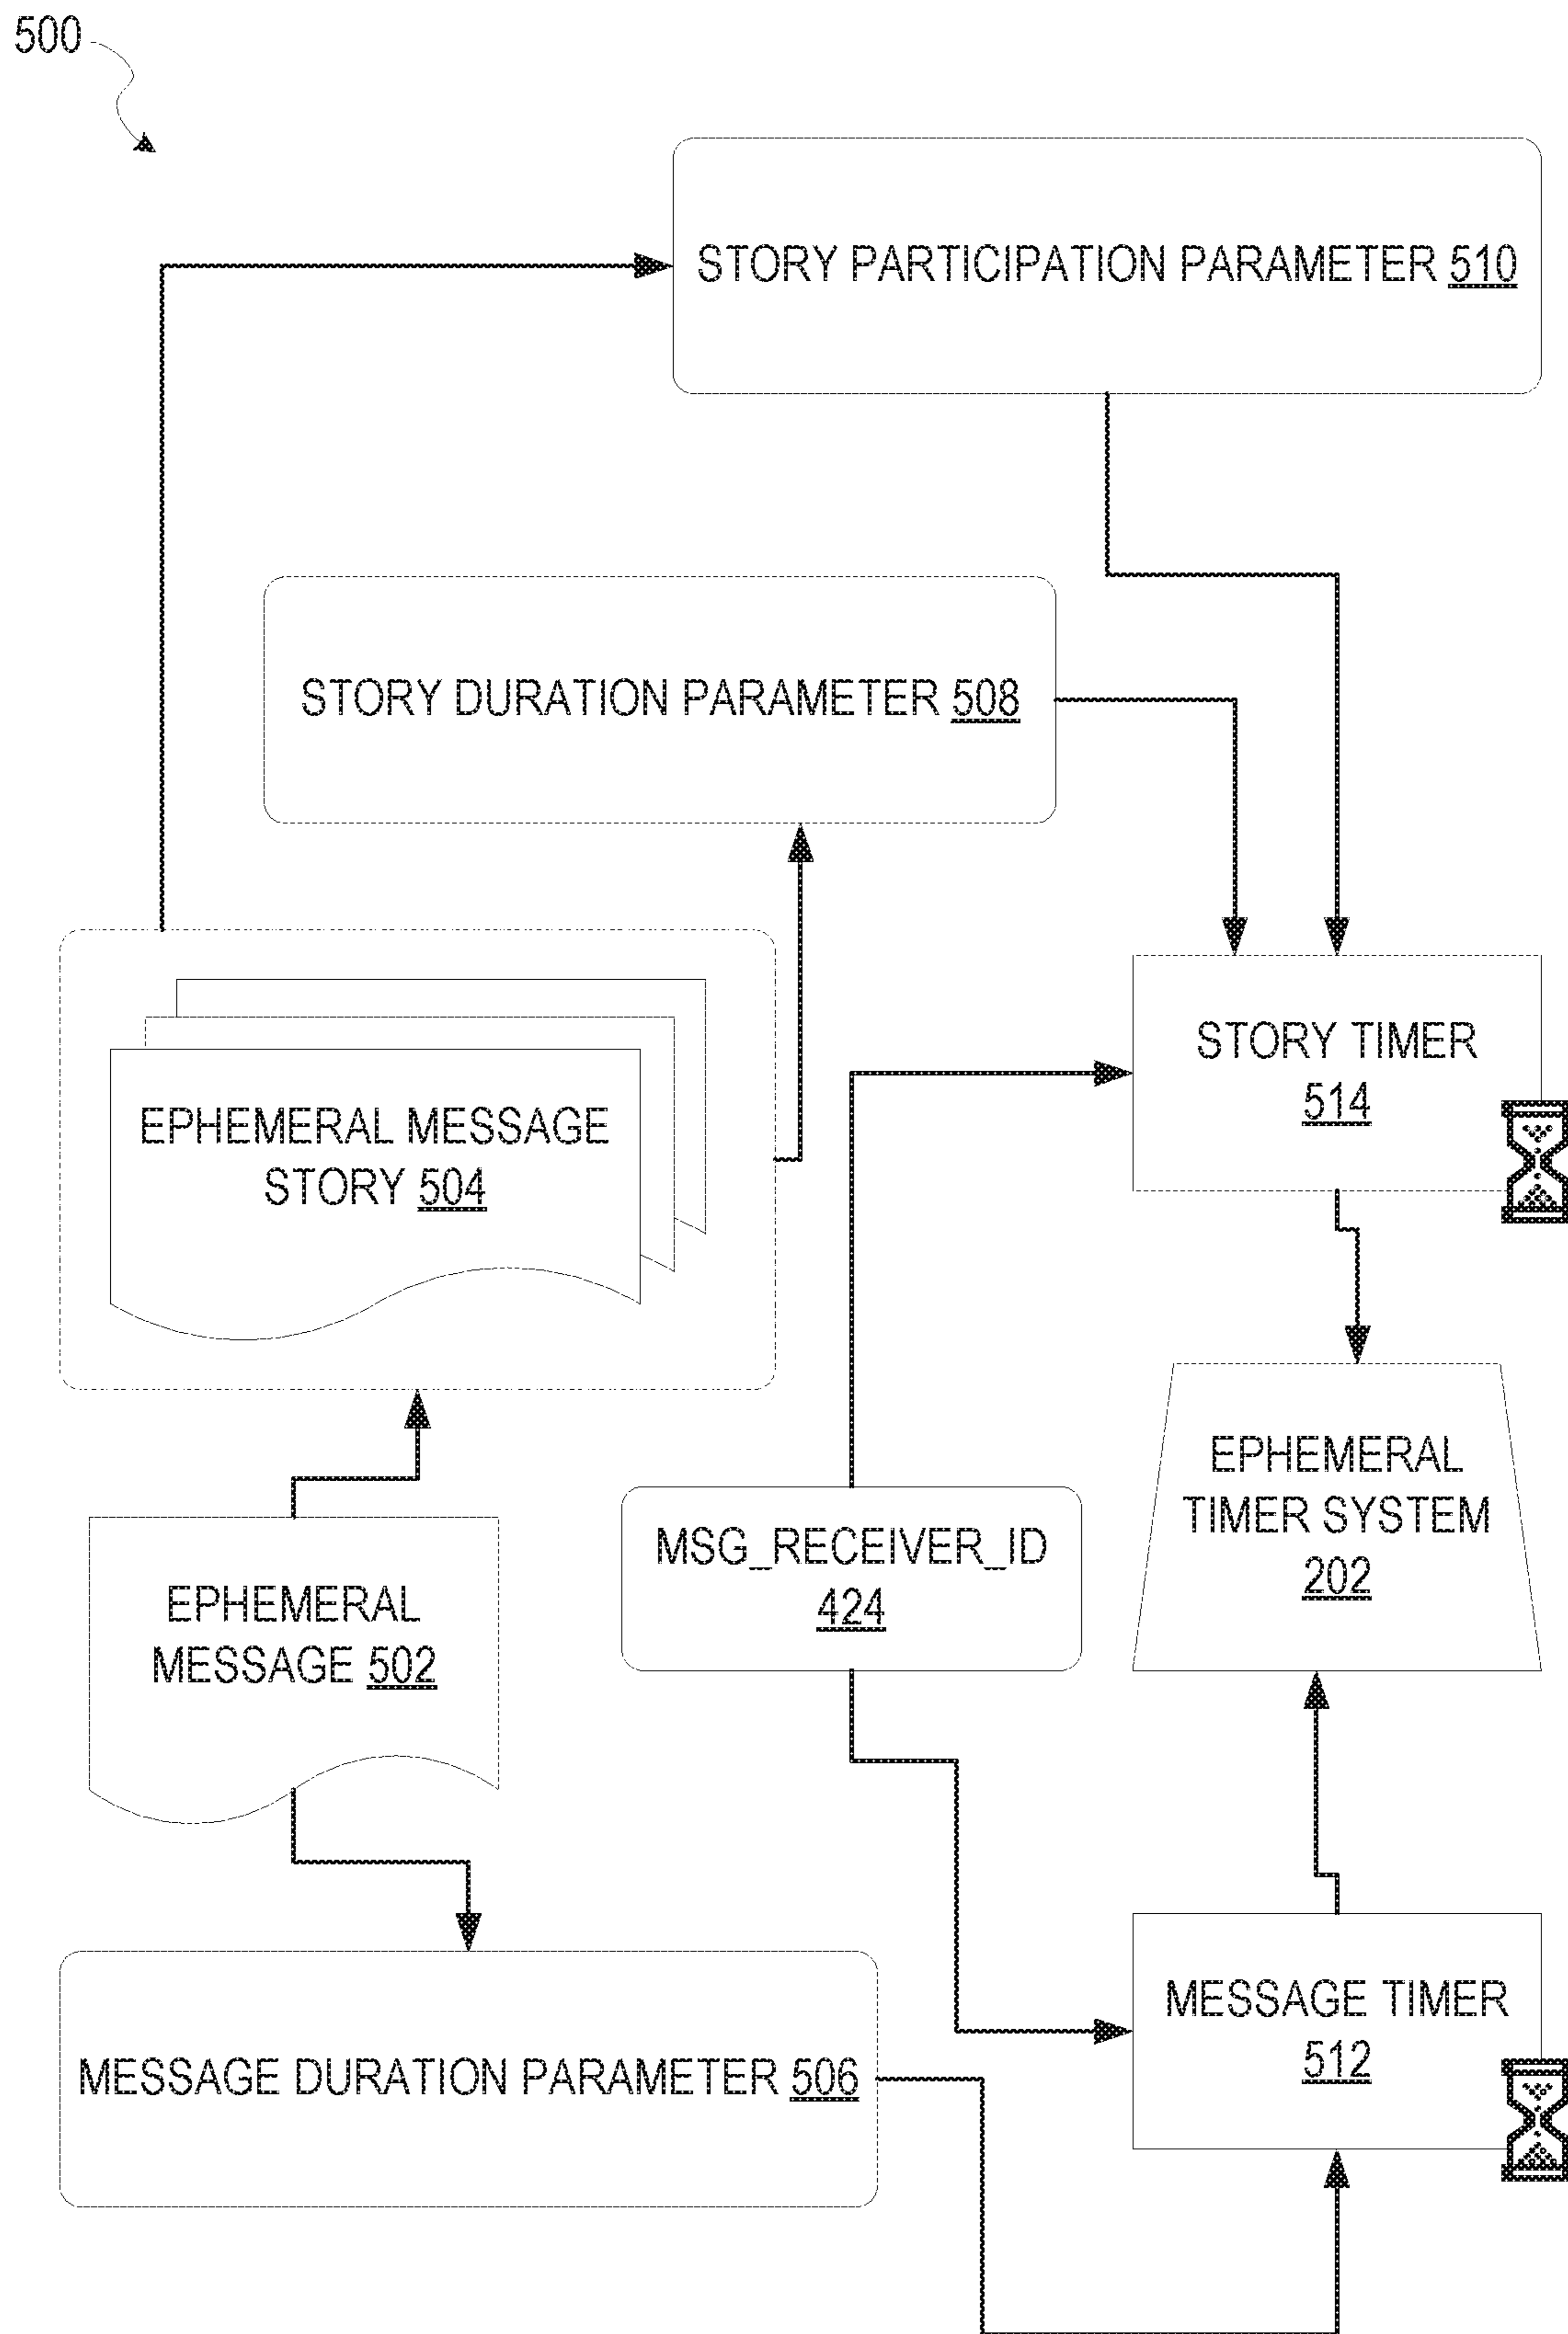 500
STORY PARTICIPATION PARAMETER 510
STORY DURATION PARAMETER 508
STORY TIMER
514
EPHEMERAL MESSAGE
STORY 504
EPHEMERAL
TIMER SYSTEM
202
MSG_RECEIVER_ID
424
EPHEMERAL
MESSAGE 502
MESSAGE TIMER
512
MESSAGE DURATION PARAMETER 506